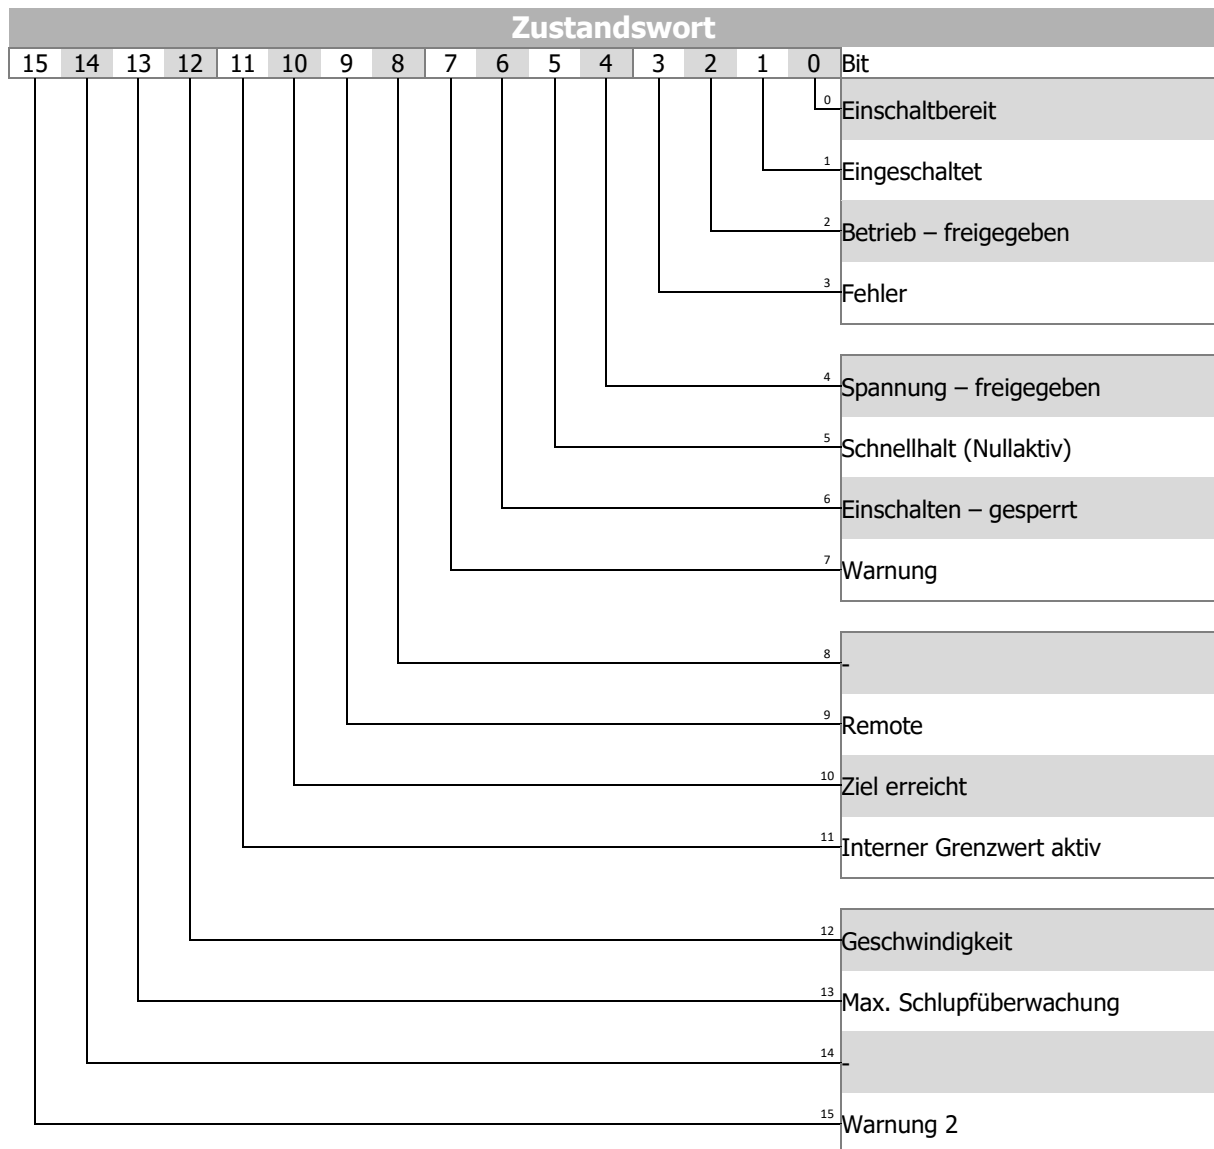 Zustandswort
15 14 13 12 11 10 9 8 7 6 5 4 3 2 1 0 Bit
0 Einschaltbereit
1 Eingeschaltet
2 Betrieb – freigegeben
3 Fehler
4 Spannung – freigegeben
5 Schnellhalt (Nullaktiv)
6 Einschalten – gesperrt
7 Warnung
8 -
9 Remote
10 Ziel erreicht
11 Interner Grenzwert aktiv
12 Geschwindigkeit
13 Max. Schlupfüberwachung
14 -
15 Warnung 2